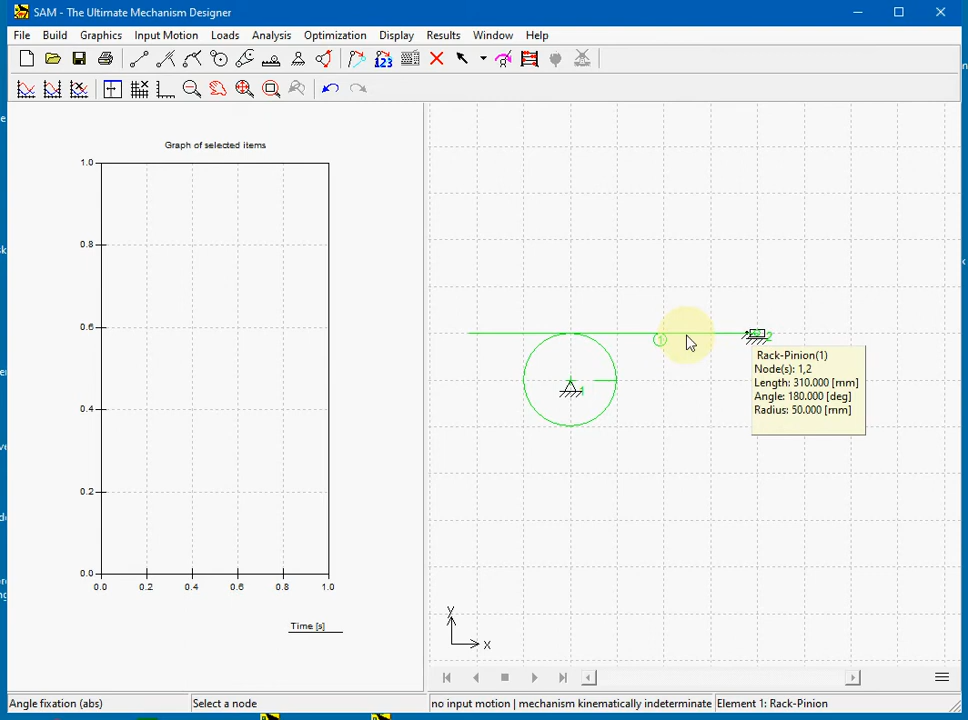 SAM - The Ultimate Mechanism Designer
File Build Graphics Input Motion Loads Analysis Optimization Display Results Window Help
123
Graph of selected items
1.0
0.8
0.6
0.4
0.2
0.0
0.0 0.2 0.4 0.6 0.8 1.0
Time [s]
1
2
1
Rack-Pinion(1)
Node(s): 1,2
Length: 310.000 [mm]
Angle: 180.000 [deg]
Radius: 50.000 [mm]
y
x
Angle fixation (abs) Select a node no input motion | mechanism kinematically indeterminate Element 1: Rack-Pinion